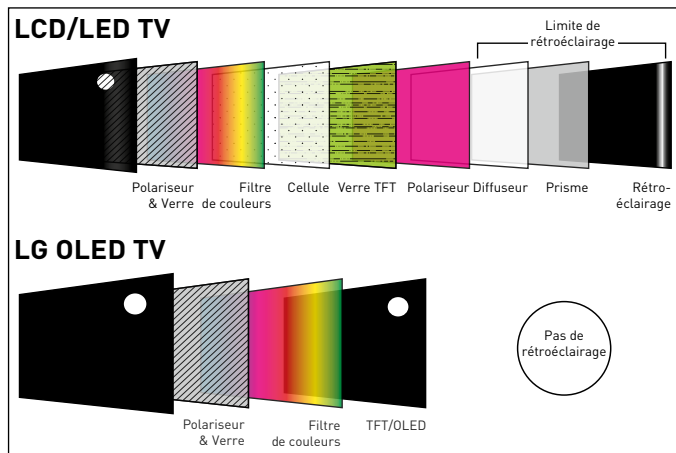 LCD/LED TV
Limite de
rétroéclairage
Polariseur
& Verre
Filtre
de couleurs
Cellule
Verre TFT
Polariseur
Diffuseur
Prisme
Rétro-
éclairage
LG OLED TV
Pas de
rétroéclairage
Polariseur
& Verre
Filtre
de couleurs
TFT/OLED